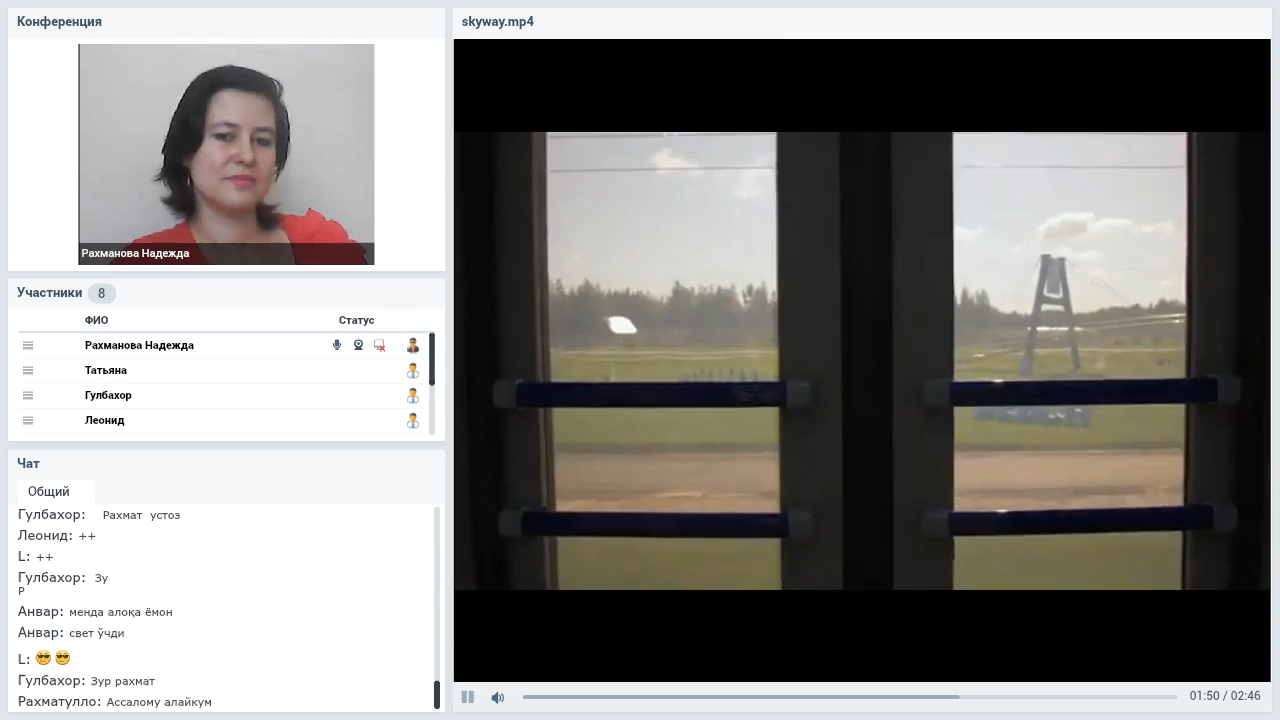 Конференция
Рахманова Надежда
Участники 8
ФИО Статус
Рахманова Надежда
Татьяна
Гулбахор
Леонид
Чат
Общий
Гулбахор: Рахмат устоз
Леонид: ++
L: ++
Гулбахор: Зу
Р
Анвар: менда алоқа ёмон
Анвар: свет ўчди
L:
Гулбахор: Зур рахмат
Рахматулло: Ассалому алайкум
skyway.mp4
01:50 / 02:46